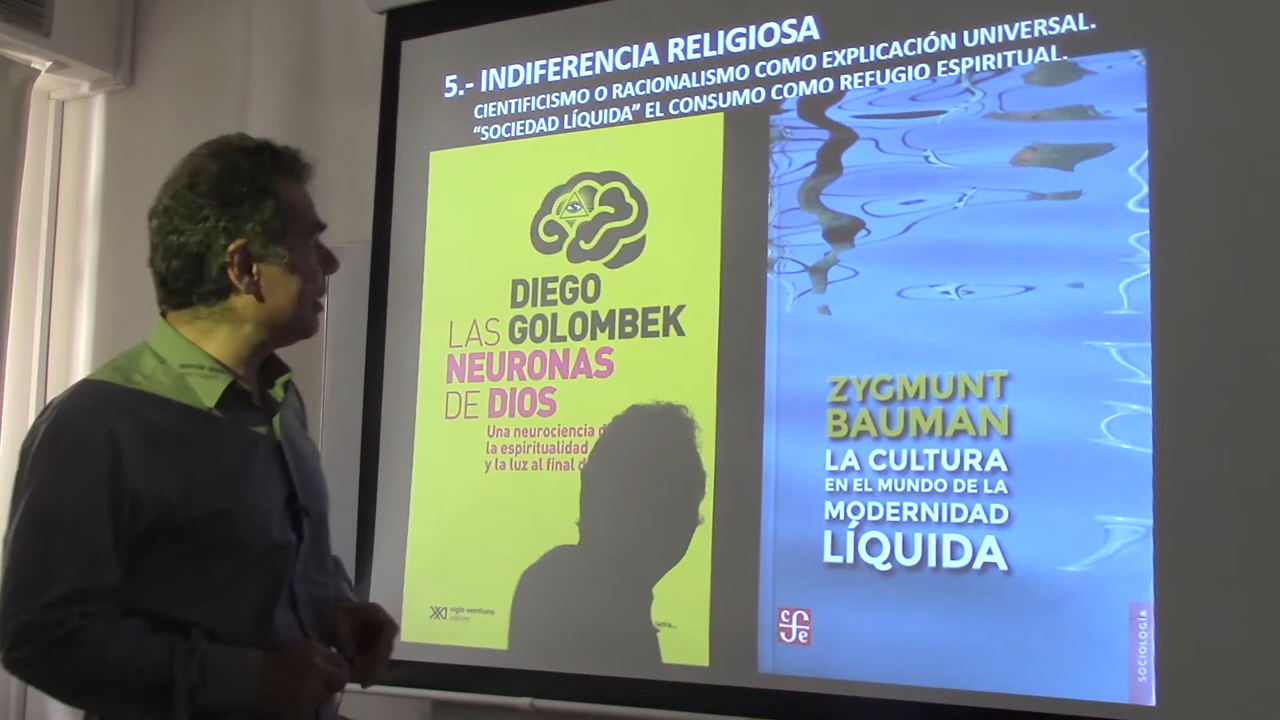 5.- INDIFERENCIA RELIGIOSA
CIENTIFICISMO O RACIONALISMO COMO EXPLICACIÓN UNIVERSAL.
“SOCIEDAD LÍQUIDA” EL CONSUMO COMO REFUGIO ESPIRITUAL.
DIEGO
GOLOMBEK
LAS
NEURONAS
DE DIOS
Una neurociencia
la espiritualidad
y la luz al final
siglo veintiuno
ZYGMUNT
BAUMAN
LA CULTURA
EN EL MUNDO DE LA
MODERNIDAD
LÍQUIDA
cfe
SOCIOLOGÍA